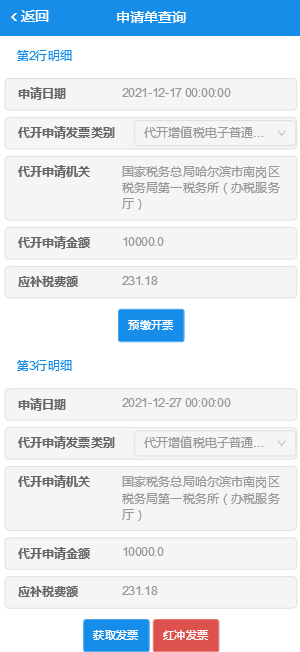 返回
申请单查询
第2行明细
申请日期 2021-12-17 00:00:00
代开申请发票类别 代开增值税电子普通...
代开申请机关 国家税务总局哈尔滨市南岗区
税务局第一税务所（办税服务
厅）
代开申请金额 10000.0
应补税费额 231.18
预缴开票
第3行明细
申请日期 2021-12-27 00:00:00
代开申请发票类别 代开增值税电子普通...
代开申请机关 国家税务总局哈尔滨市南岗区
税务局第一税务所（办税服务
厅）
代开申请金额 10000.0
应补税费额 231.18
获取发票 红冲发票